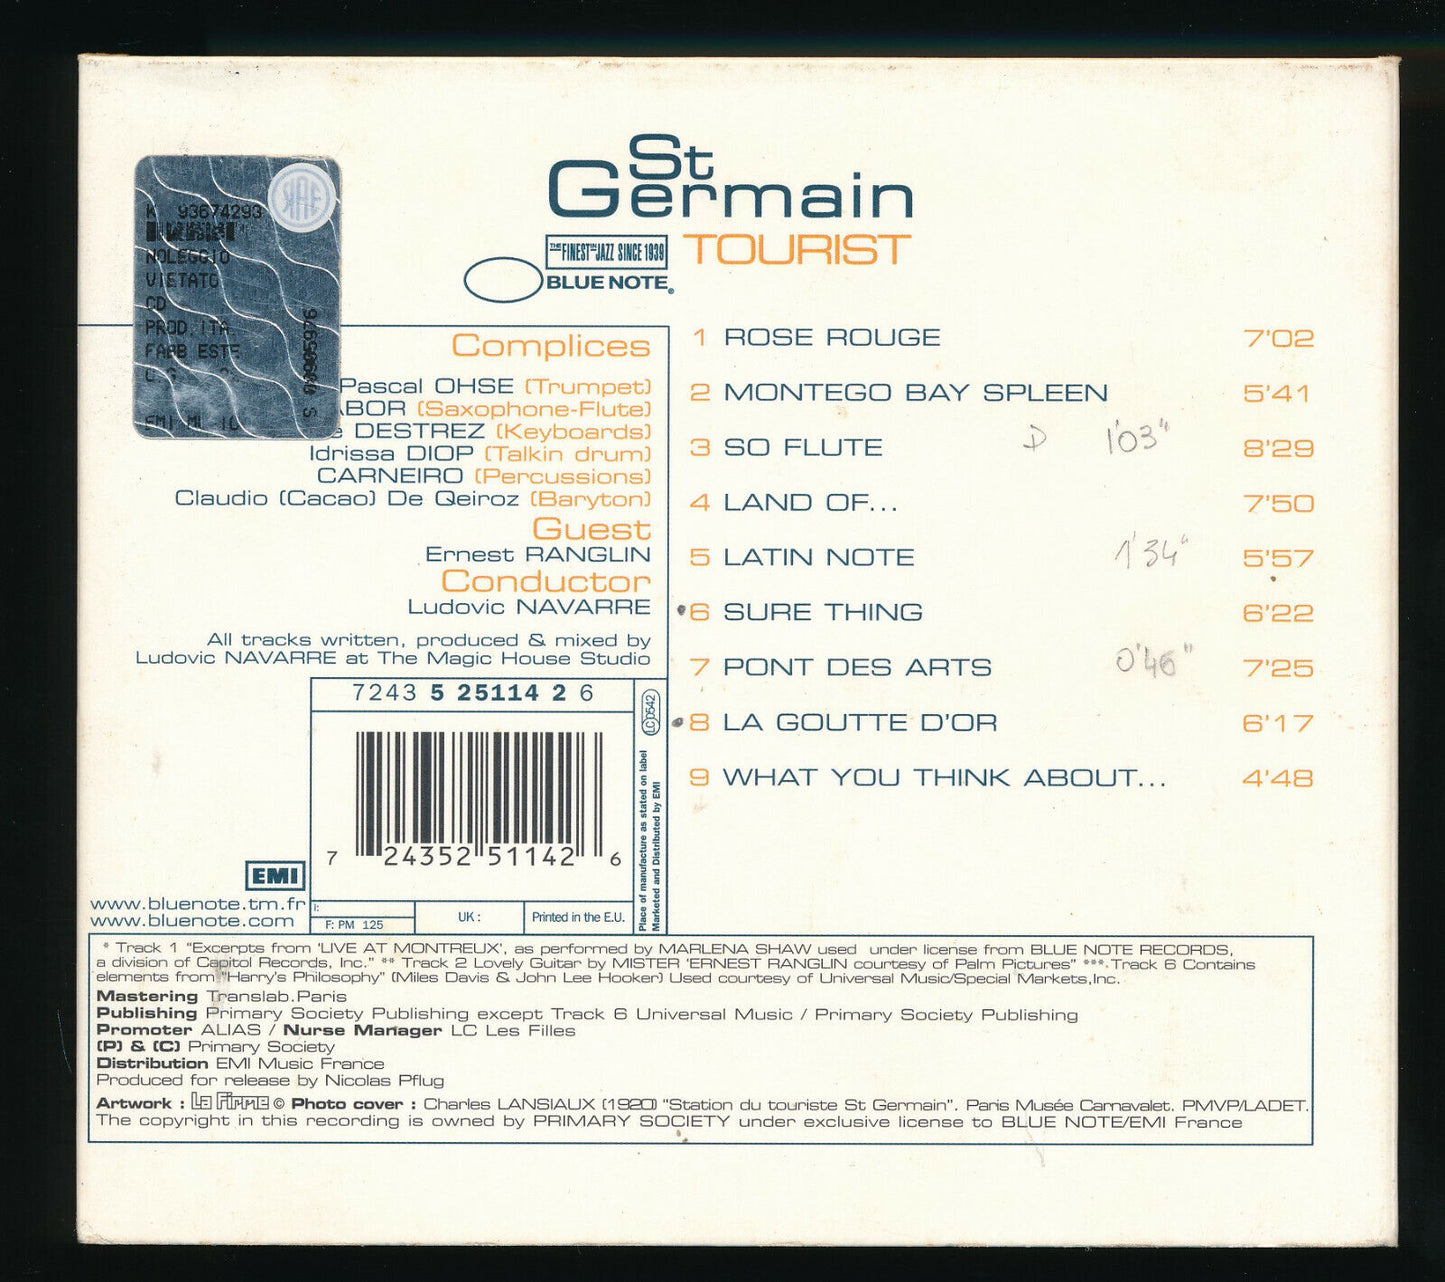 St
Germain
TOURIST
THE FINEST IN JAZZ SINCE 1939
BLUE NOTE®
K 93674293
NOLEGGIO
VIETATO
CD
PROD.ITA
FABB ESTE
00905976 S
Complices
Pascal OHSE (Trumpet)
ABOR (Saxophone-Flute)
e DESTREZ (Keyboards)
Idrissa DIOP (Talkin drum)
CARNEIRO (Percussions)
Claudio (Cacao) De Qeiroz (Baryton)
Guest
Ernest RANGLIN
Conductor
Ludovic NAVARRE
All tracks written, produced & mixed by
Ludovic NAVARRE at The Magic House Studio
1 ROSE ROUGE 7'02
2 MONTEGO BAY SPLEEN 5'41
3 SO FLUTE D 1'03" 8'29
4 LAND OF... 7'50
5 LATIN NOTE 1'34" 5'57
•6 SURE THING 6'22
7 PONT DES ARTS 0'46" 7'25
•8 LA GOUTTE D'OR 6'17
9 WHAT YOU THINK ABOUT... 4'48
7243 5 25114 2 6
LC 0542
7 24352 51142 6
Place of manufacture as stated on label
Marketed and Distributed by EMI
EMI
www.bluenote.tm.fr
www.bluenote.com
i:
F: PM 125
UK :
Printed in the E.U.
* Track 1 "Excerpts from 'LIVE AT MONTREUX', as performed by MARLENA SHAW used under license from BLUE NOTE RECORDS,
a division of Capitol Records, Inc." ** Track 2 Lovely Guitar by MISTER 'ERNEST RANGLIN courtesy of Palm Pictures" ***.Track 6 Contains
elements from "Harry's Philosophy" (Miles Davis & John Lee Hooker) Used courtesy of Universal Music/Special Markets,Inc.
Mastering Translab.Paris
Publishing Primary Society Publishing except Track 6 Universal Music / Primary Society Publishing
Promoter ALIAS / Nurse Manager LC Les Filles
(P) & (C) Primary Society
Distribution EMI Music France
Produced for release by Nicolas Pflug
Artwork : La Firme © Photo cover : Charles LANSIAUX (1920) "Station du touriste St Germain". Paris Musée Carnavalet. PMVP/LADET.
The copyright in this recording is owned by PRIMARY SOCIETY under exclusive license to BLUE NOTE/EMI France